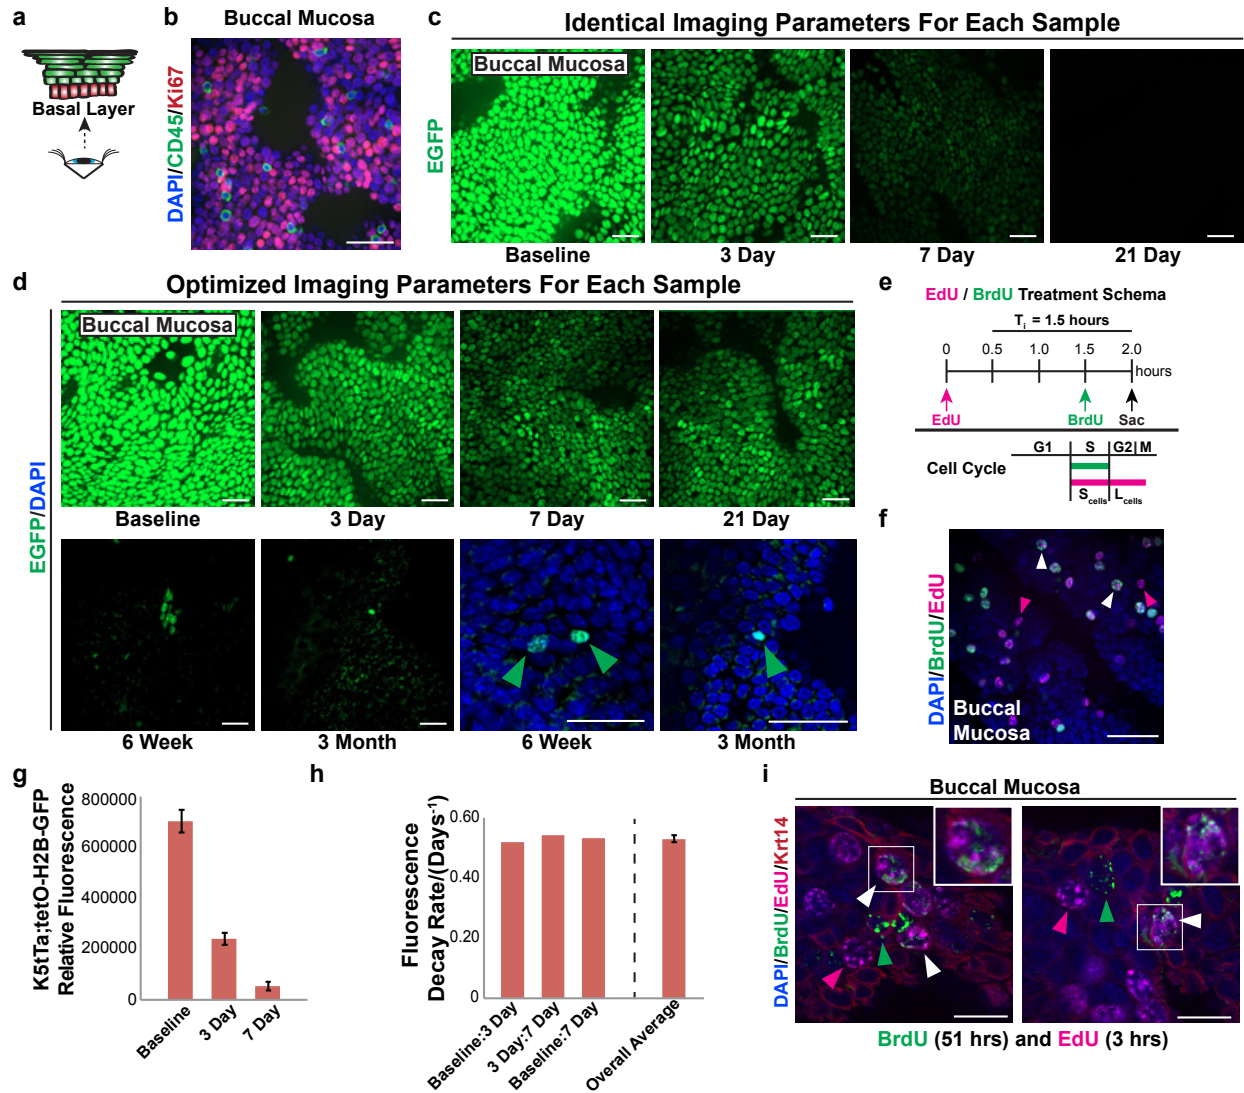 a
Basal Layer
b
Buccal Mucosa
DAPI/CD45/Ki67
c
Identical Imaging Parameters For Each Sample
EGFP
Buccal Mucosa
Baseline
3 Day
7 Day
21 Day
d
Optimized Imaging Parameters For Each Sample
EGFP/DAPI
Buccal Mucosa
Baseline
3 Day
7 Day
21 Day
6 Week
3 Month
6 Week
3 Month
e
EdU / BrdU Treatment Schema
Ti = 1.5 hours
0 0.5 1.0 1.5 2.0
hours
EdU BrdU Sac
G1 S G2|M
Cell Cycle
Scells Lcells
f
DAPI/BrdU/EdU
Buccal
Mucosa
g
K5tTa;tetO-H2B-GFP
Relative Fluorescence
800000
600000
400000
200000
0
Baseline
3 Day
7 Day
h
Fluorescence
Decay Rate/(Days-1)
0.60
0.40
0.20
0
Baseline:3 Day
3 Day:7 Day
Baseline:7 Day
Overall Average
i
Buccal Mucosa
DAPI/BrdU/EdU/Krt14
BrdU (51 hrs) and EdU (3 hrs)